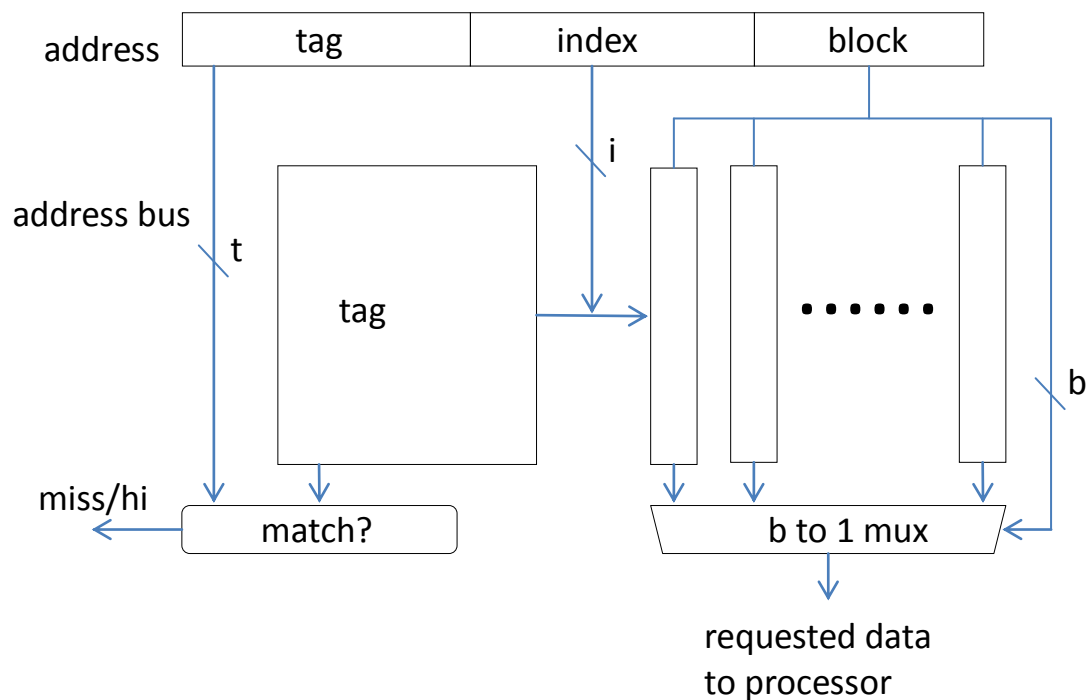 address
tag
index
block
i
address bus
t
tag
b
miss/hi
match?
b to 1 mux
requested data
to processor